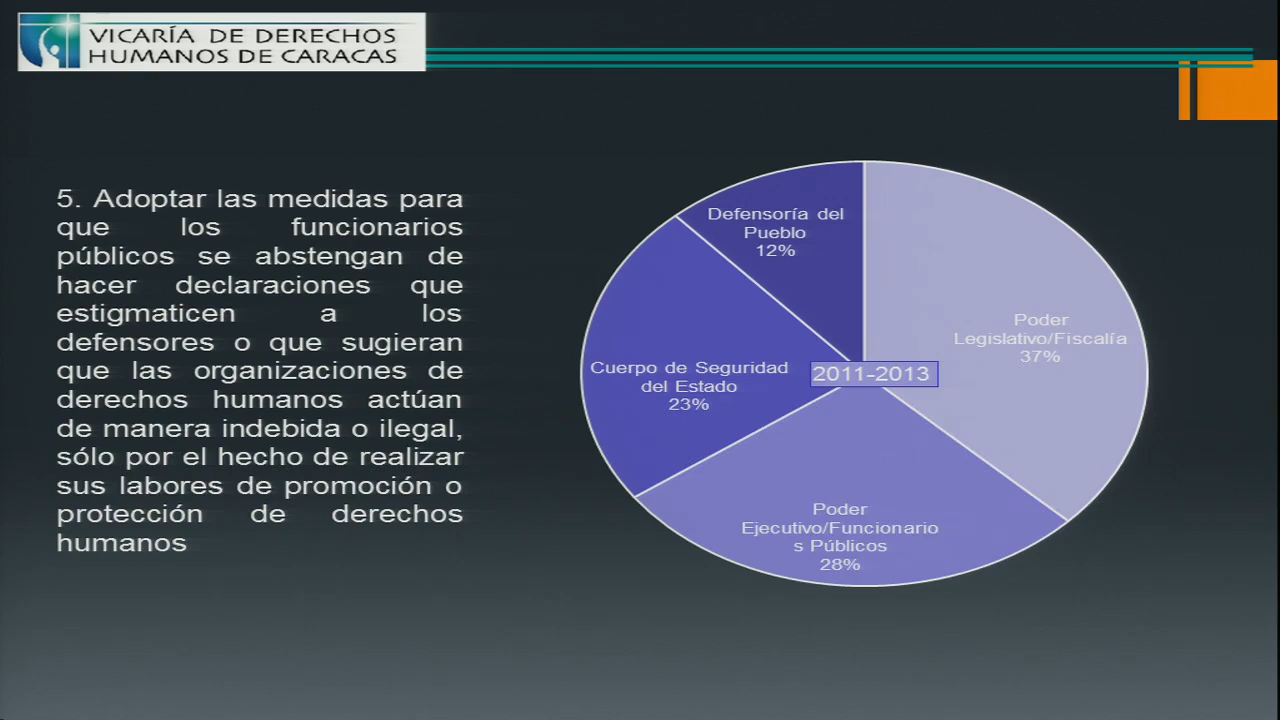 VICARÍA DE DERECHOS
HUMANOS DE CARACAS
5. Adoptar las medidas para
que los funcionarios
públicos se abstengan de
hacer declaraciones que
estigmaticen a los
defensores o que sugieran
que las organizaciones de
derechos humanos actúan
de manera indebida o ilegal,
sólo por el hecho de realizar
sus labores de promoción o
protección de derechos
humanos
Defensoría del
Pueblo
12%
Poder
Legislativo/Fiscalía
37%
Cuerpo de Seguridad
del Estado
23%
2011-2013
Poder
Ejecutivo/Funcionario
s Públicos
28%